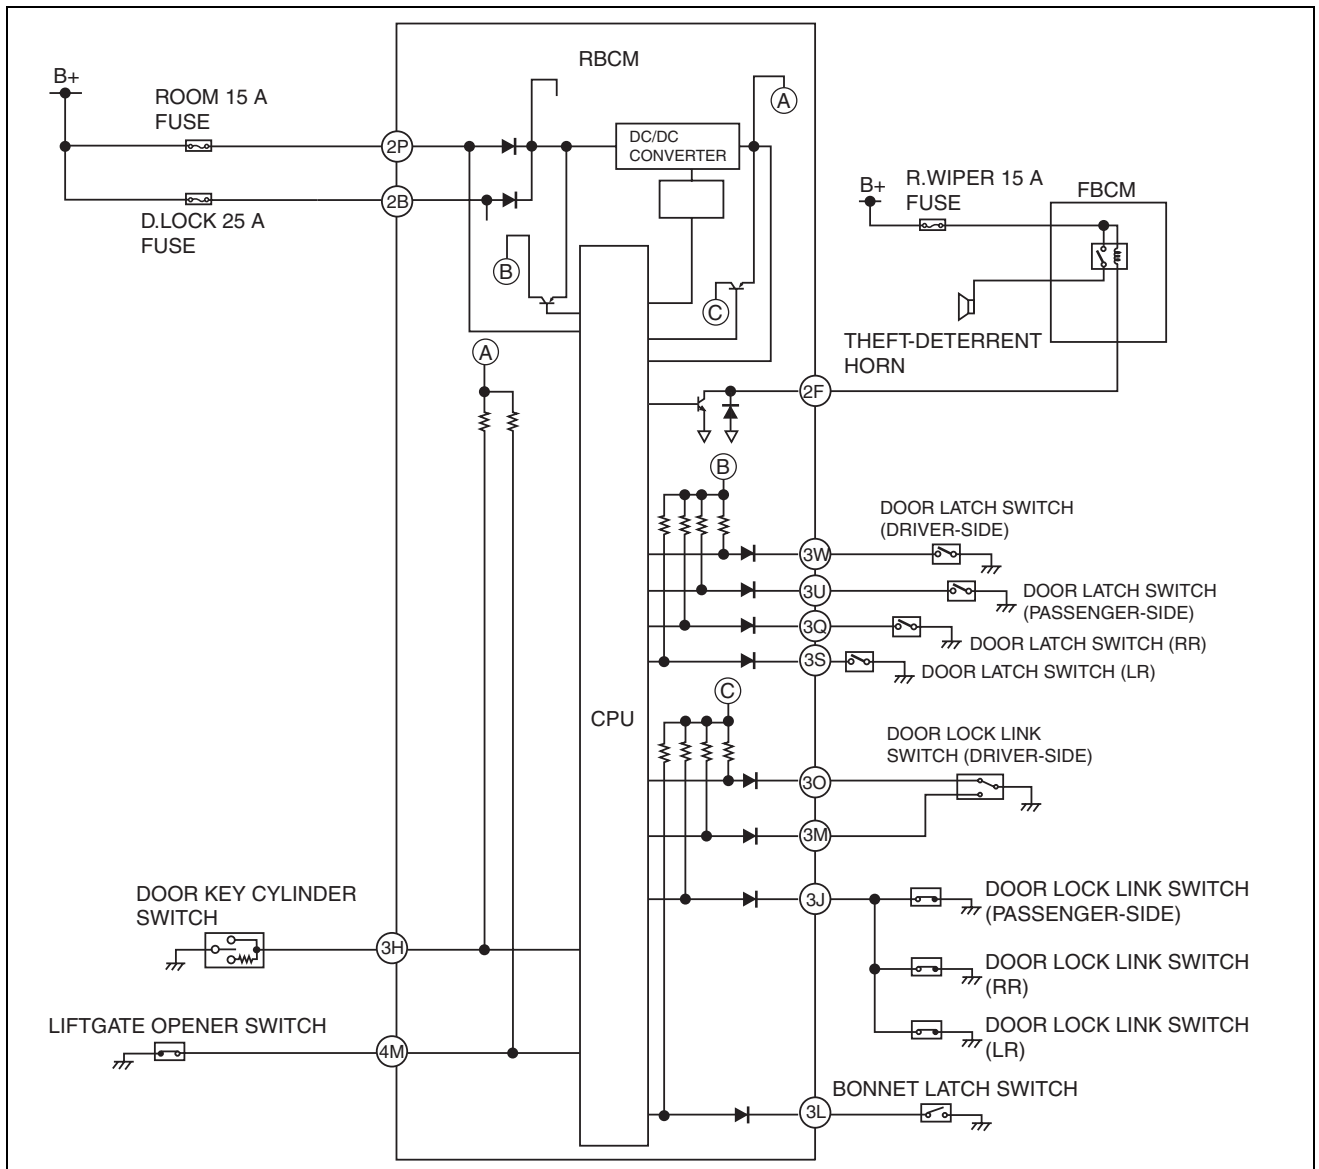 RBCM
B+
ROOM 15 A
FUSE
A
DC/DC
CONVERTER
2P
R.WIPER 15 A
FUSE
B+
FBCM
2B
D.LOCK 25 A
FUSE
B
C
THEFT-DETERRENT
HORN
A
2F
B
DOOR LATCH SWITCH
(DRIVER-SIDE)
3W
3U
DOOR LATCH SWITCH
(PASSENGER-SIDE)
3Q
DOOR LATCH SWITCH (RR)
3S
DOOR LATCH SWITCH (LR)
C
CPU
DOOR LOCK LINK
SWITCH (DRIVER-SIDE)
3O
3M
DOOR KEY CYLINDER
SWITCH
3J
DOOR LOCK LINK SWITCH
(PASSENGER-SIDE)
3H
DOOR LOCK LINK SWITCH
(RR)
LIFTGATE OPENER SWITCH
4M
DOOR LOCK LINK SWITCH
(LR)
BONNET LATCH SWITCH
3L